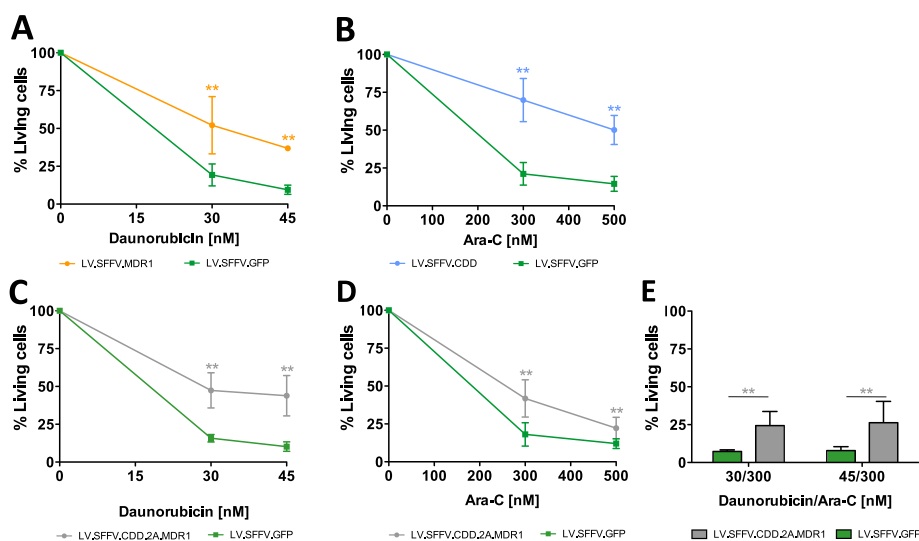 A
% Living cells
100
75
50
25
0
**
**
0 15 30 45
Daunorubicin [nM]
LV.SFFV.MDR1 LV.SFFV.GFP
B
% Living cells
100
75
50
25
0
**
**
0 100 200 300 400 500
Ara-C [nM]
LV.SFFV.CDD LV.SFFV.GFP
C
% Living cells
100
75
50
25
0
**
**
0 15 30 45
Daunorubicin [nM]
LV.SFFV.CDD.2A.MDR1 LV.SFFV.GFP
D
% Living cells
100
75
50
25
0
**
**
0 100 200 300 400 500
Ara-C [nM]
LV.SFFV.CDD.2A.MDR1 LV.SFFV.GFP
E
% Living cells
100
75
50
25
0
**
**
30/300 45/300
Daunorubicin/Ara-C [nM]
LV.SFFV.CDD.2A.MDR1 LV.SFFV.GFP